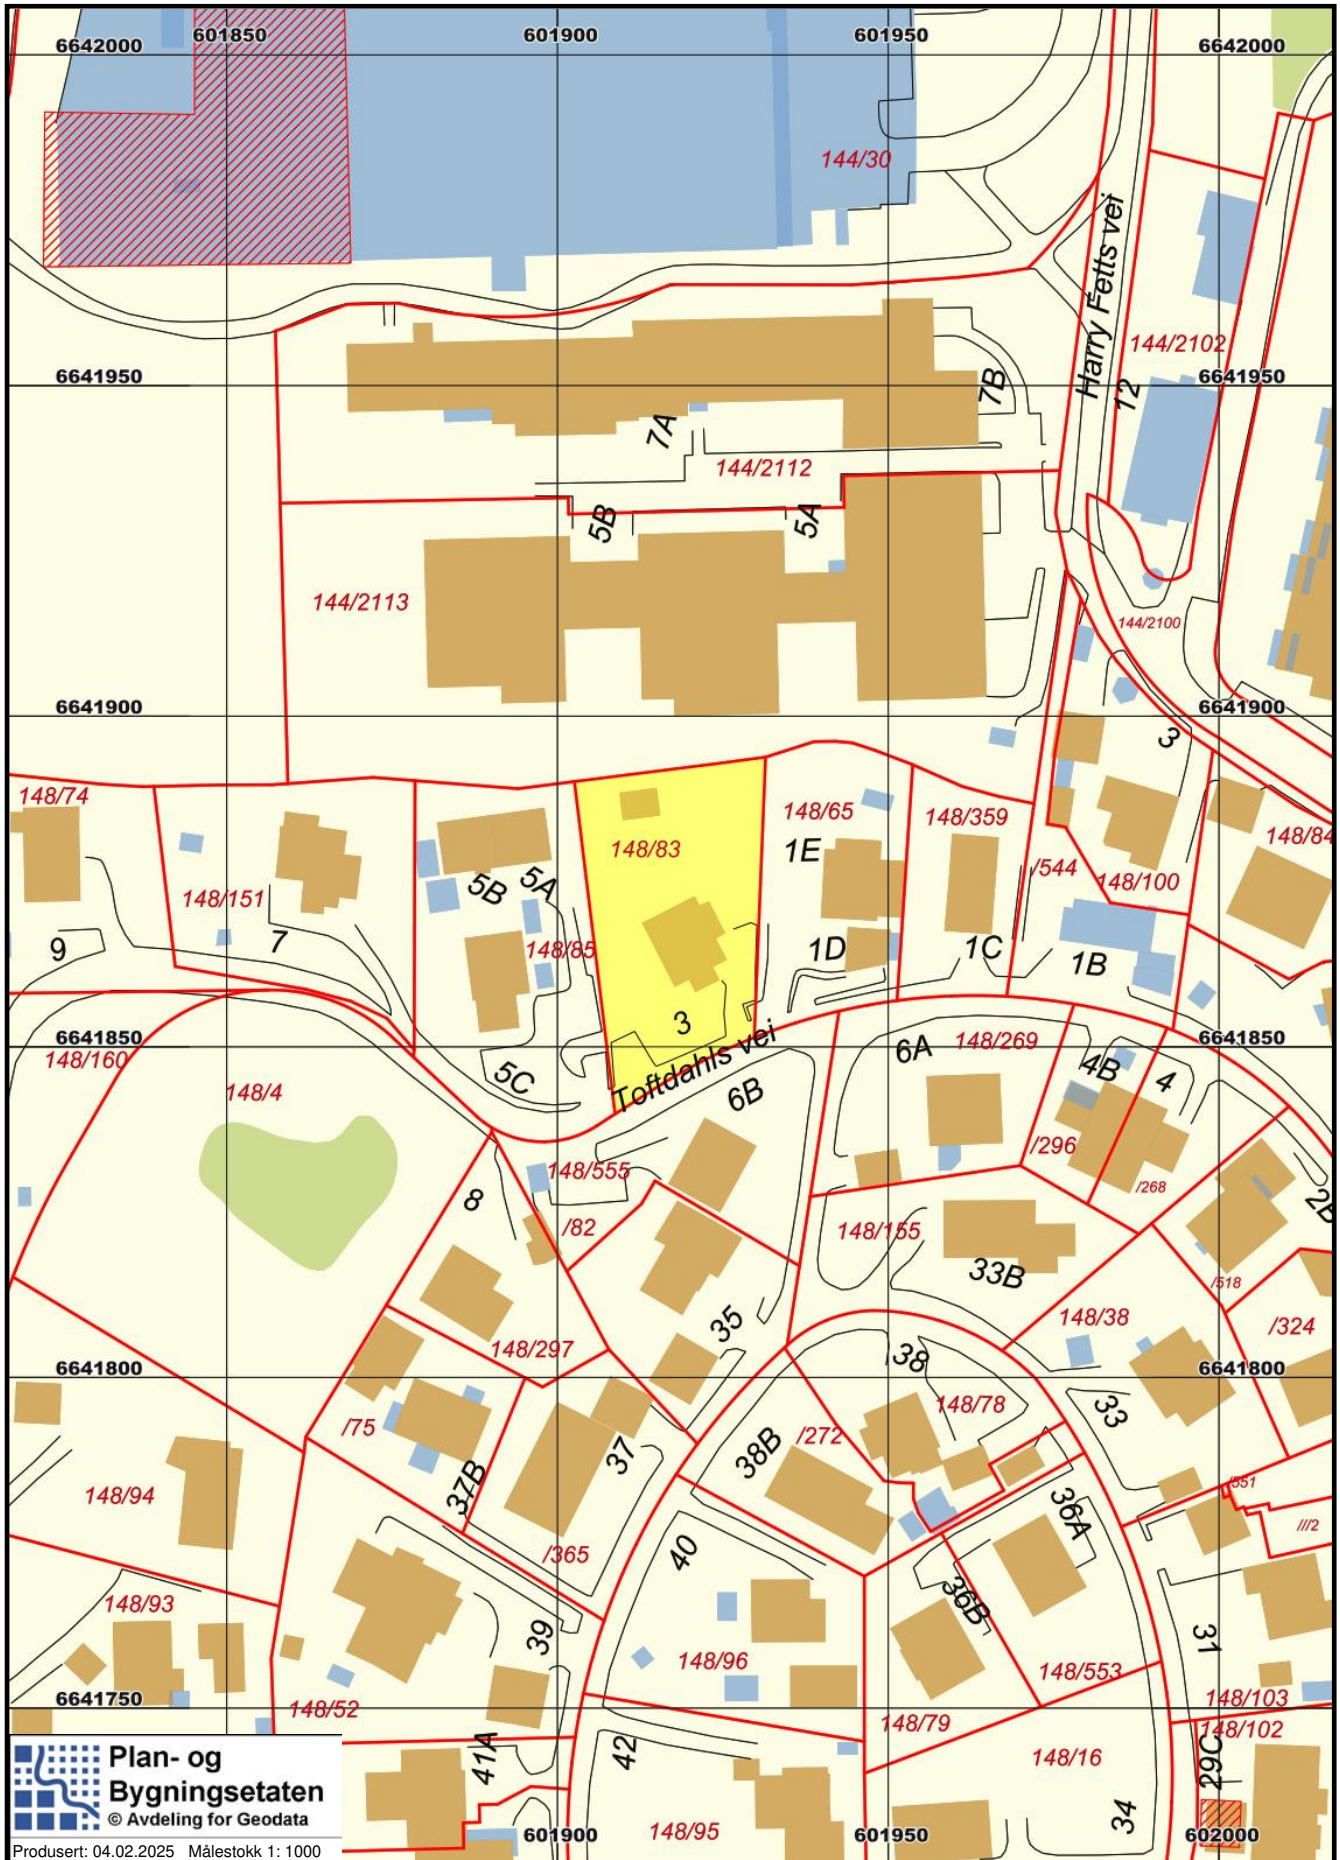 601850
601900
601950
6642000
6642000
144/30
Harry Fetts vei
144/2102
6641950
6641950
12
7B
7A
144/2112
5B
5A
144/2113
144/2100
6641900
6641900
3
148/74
148/83
148/65
148/359
148/84
1E
/544
148/100
148/151
5B
5A
9
7
148/85
1D
1C
1B
3
6641850
6641850
148/160
Toftdahls vei
6A
148/269
4B
4
5C
6B
148/4
148/555
/296
/268
8
/82
148/155
2B
33B
/518
148/38
/324
35
148/297
38
6641800
6641800
/75
/272
148/78
33
38B
37
37B
148/94
/551
36A
///2
/365
40
148/93
36B
39
31
148/96
148/553
6641750
148/52
148/79
148/103
148/102
41A
42
148/16
29C
34
148/95
601900
601950
602000
Plan- og
Bygningsetaten
© Avdeling for Geodata
Produsert: 04.02.2025 Målestokk 1: 1000